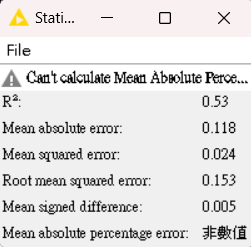 Stati...
File
Can't calculate Mean Absolute Perce...
R²: 0.53
Mean absolute error: 0.118
Mean squared error: 0.024
Root mean squared error: 0.153
Mean signed difference: 0.005
Mean absolute percentage error: 非數值